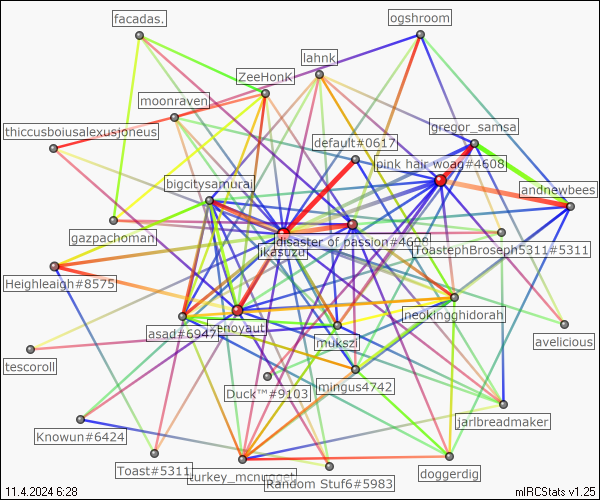 facadas.
ogshroom
lahnk
ZeeHonK
moonraven
gregor_samsa
thiccusboiusalexusjoneus
default#0617
pink hair woag#4608
bigcitysamurai
andnewbees
gazpachoman
disaster of passion#4608
ikasuzui
ToastephBroseph5311#5311
Heighleaigh#8575
neokingghidorah
asad#6947
enoyaut
mukszi
avelicious
tescoroll
Duck™#9103
mingus4742
jarlbreadmaker
Knowun#6424
Toast#5311
turkey_mcnugget
Random Stuf6#5983
doggerdig
11.4.2024 6:28
mIRCStats v1.25